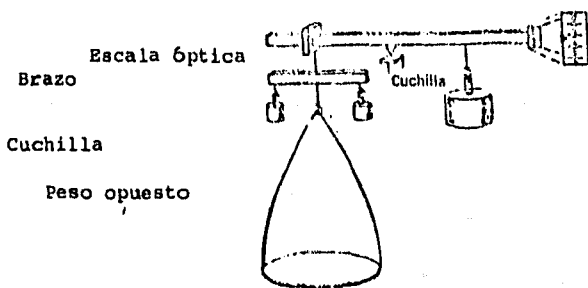 Escala óptica
Brazo
Cuchilla
Cuchilla
Peso opuesto